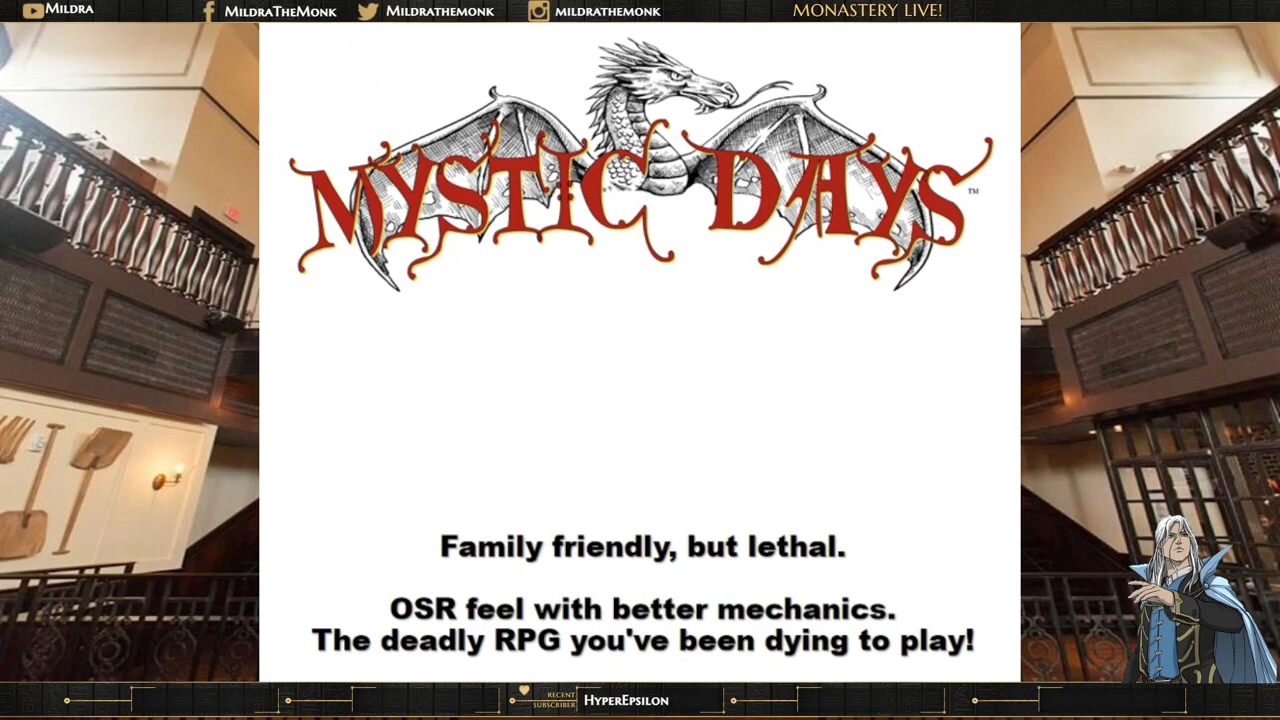 Mildra
MildraTheMonk
Mildrathemonk
mildrathemonk
MONASTERY LIVE!
MYSTIC DAYS™
Family friendly, but lethal.
OSR feel with better mechanics.
The deadly RPG you've been dying to play!
RECENT
SUBSCRIBER
HyperEpsilon